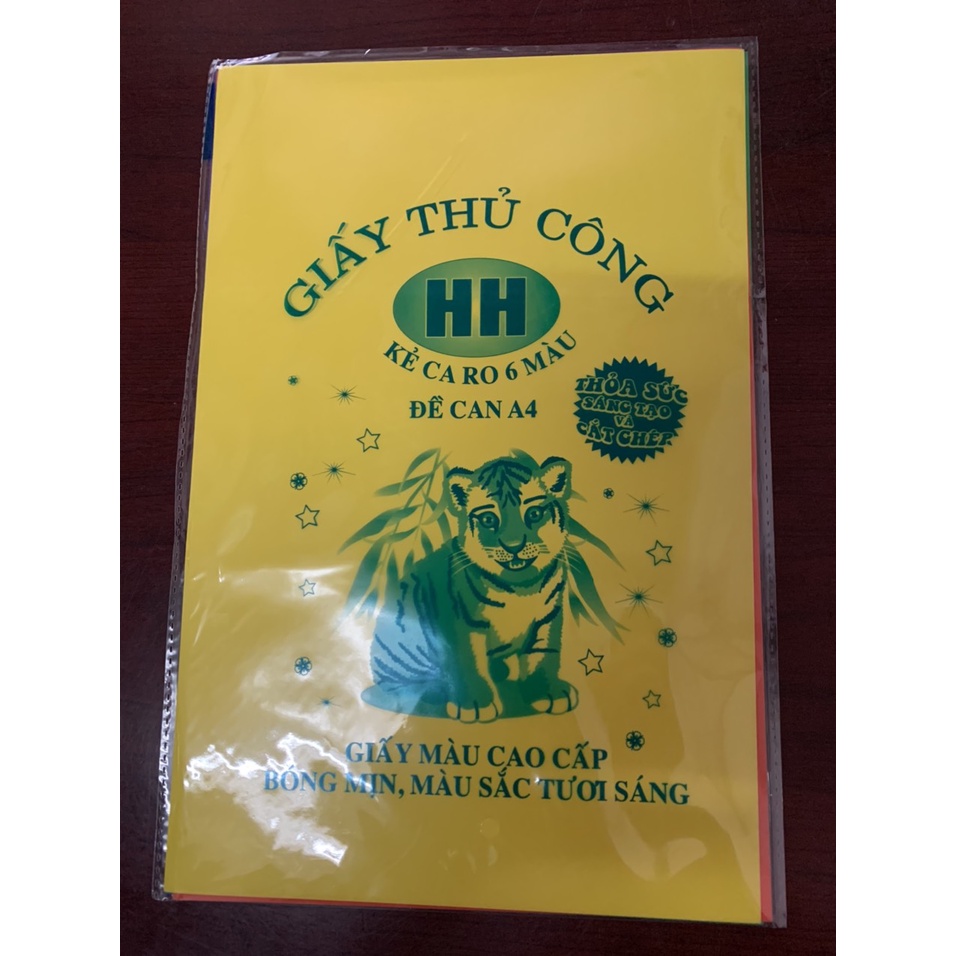 GIẤY THỦ CÔNG
HH
KẺ CA RO 6 MÀU
ĐỀ CAN A4
THỎA SỨC
SÁNG TẠO
VÀ
CẮT GHÉP
GIẤY MÀU CAO CẤP
BÓNG MỊN, MÀU SẮC TƯƠI SÁNG